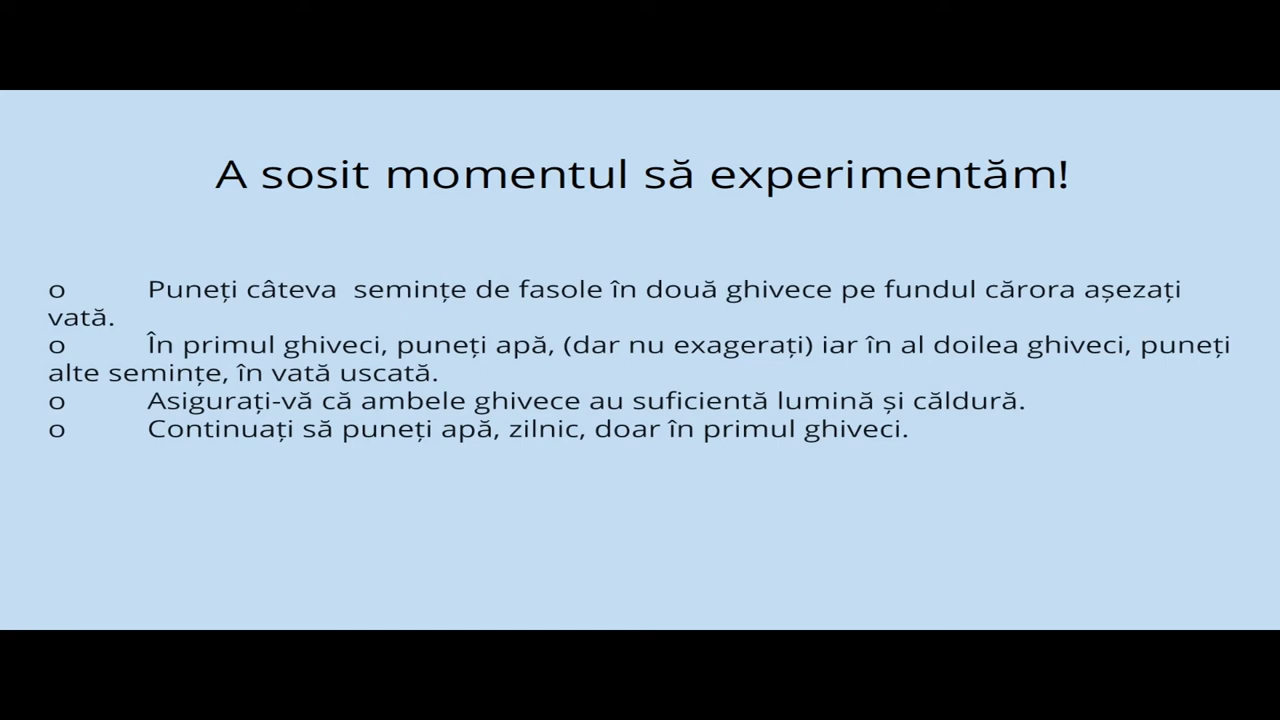 A sosit momentul să experimentăm!
o Puneți câteva  semințe de fasole în două ghivece pe fundul cărora așezați
vată.
o În primul ghiveci, puneți apă, (dar nu exagerați) iar în al doilea ghiveci, puneți
alte semințe, în vată uscată.
o Asigurați-vă că ambele ghivece au suficientă lumină și căldură.
o Continuați să puneți apă, zilnic, doar în primul ghiveci.